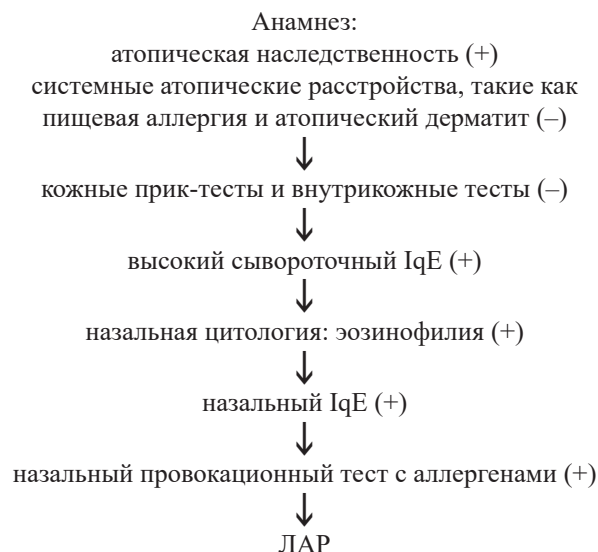 Анамнез:
атопическая наследственность (+)
системные атопические расстройства, такие как
пищевая аллергия и атопический дерматит (–)
кожные прик-тесты и внутрикожные тесты (–)
высокий сывороточный IqE (+)
назальная цитология: эозинофилия (+)
назальный IqE (+)
назальный провокационный тест с аллергенами (+)
ЛАР